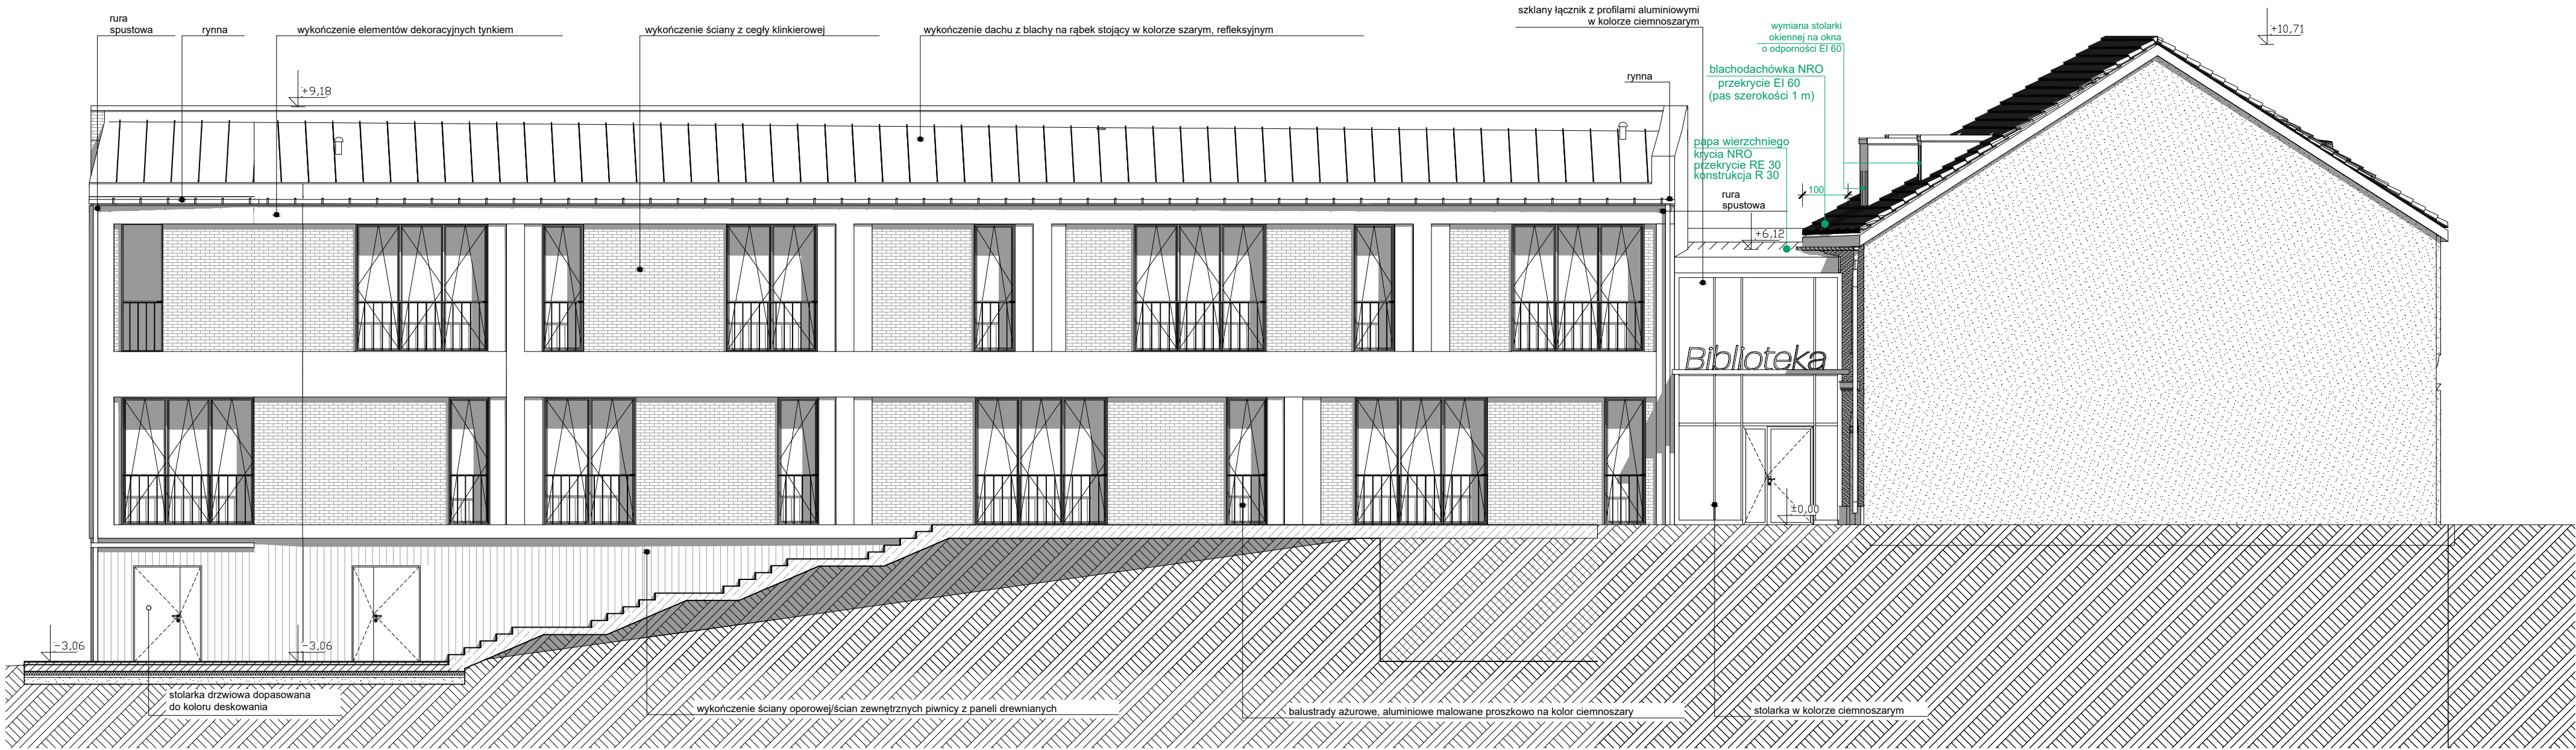 rura
spustowa
rynna
wykończenie elementów dekoracyjnych tynkiem
wykończenie ściany z cegły klinkierowej
wykończenie dachu z blachy na rąbek stojący w kolorze szarym, refleksyjnym
szklany łącznik z profilami aluminiowymi
w kolorze ciemnoszarym
wymiana stolarki
okiennej na okna
o odporności EI 60
+10,71
blachodachówka NRO
przekrycie EI 60
(pas szerokości 1 m)
rynna
+9,18
papa wierzchniego
krycia NRO
przekrycie RE 30
konstrukcja R 30
100
rura
spustowa
+6,12
Biblioteka
±0,00
-3,06
-3,06
stolarka drzwiowa dopasowana
do koloru deskowania
wykończenie ściany oporowej/ścian zewnętrznych piwnicy z paneli drewnianych
balustrady ażurowe, aluminiowe malowane proszkowo na kolor ciemnoszary
stolarka w kolorze ciemnoszarym